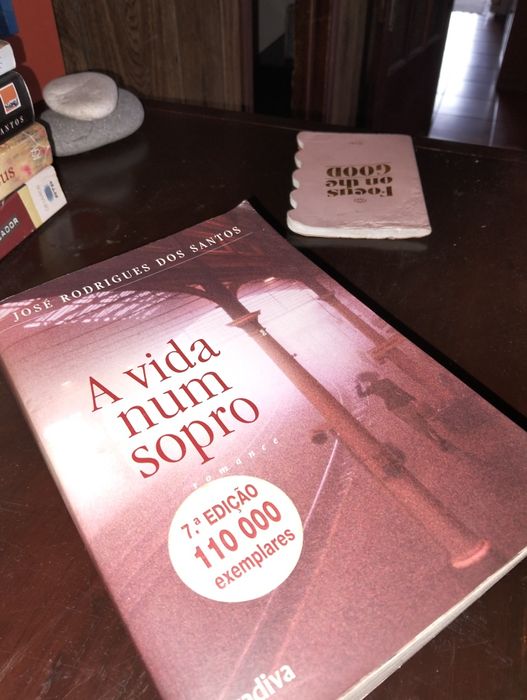 JOSÉ RODRIGUES DOS SANTOS
A vida
num
sopro
romance
7.ª EDIÇÃO
110 000
exemplares
Focus
on the
GOOD